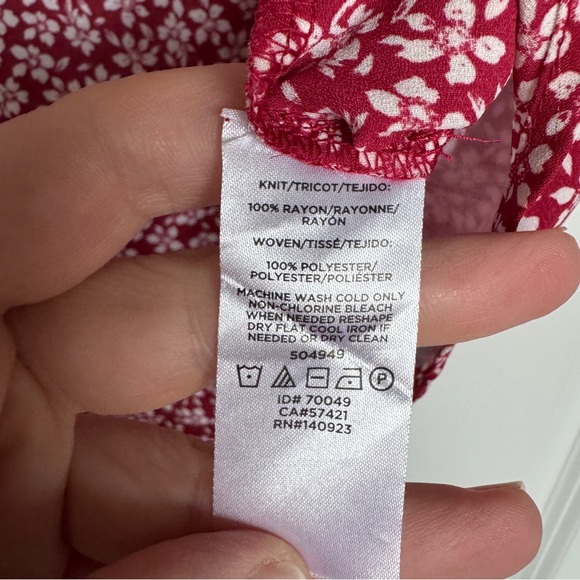 KNIT/TRICOT/TEJIDO:
100% RAYON/RAYONNE/
RAYÓN
WOVEN/TISSÉ/TEJIDO:
100% POLYESTER/
POLYESTER/POLIÉSTER
MACHINE WASH COLD ONLY
NON-CHLORINE BLEACH
WHEN NEEDED RESHAPE
DRY FLAT COOL IRON IF
NEEDED OR DRY CLEAN
504949
P
ID# 70049
CA#57421
RN#140923